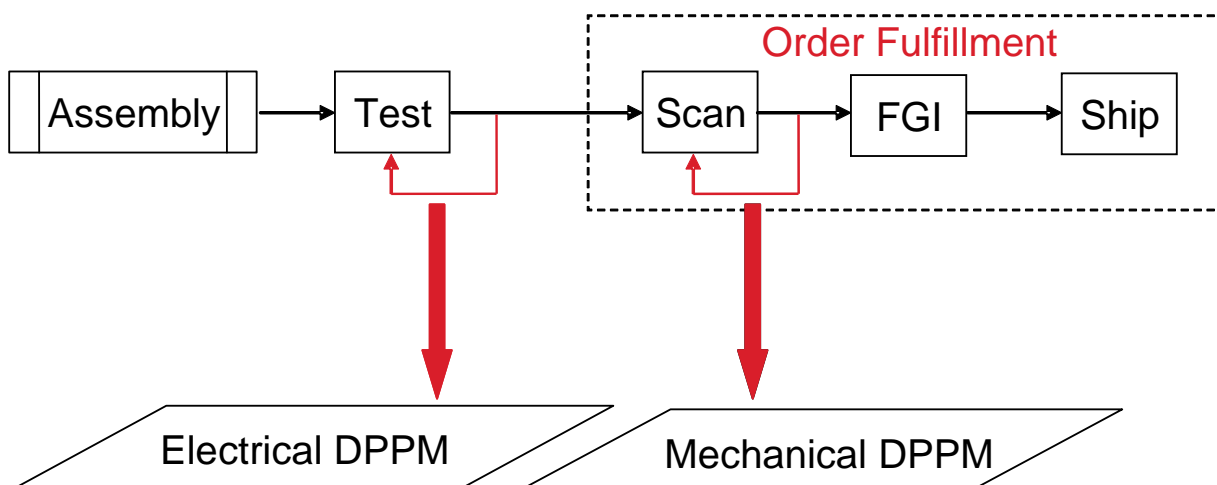 Order Fulfillment
Assembly
Test
Scan
FGI
Ship
Electrical DPPM
Mechanical DPPM